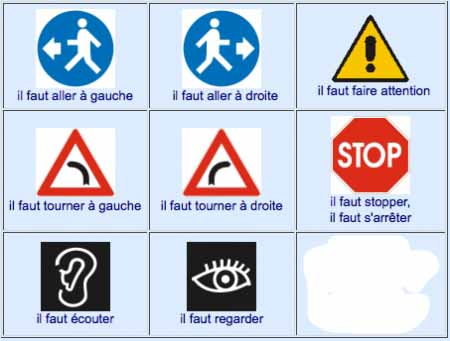 il faut aller à gauche
il faut aller à droite
il faut faire attention
il faut tourner à gauche
il faut tourner à droite
STOP
il faut stopper,
il faut s'arrêter
il faut écouter
il faut regarder